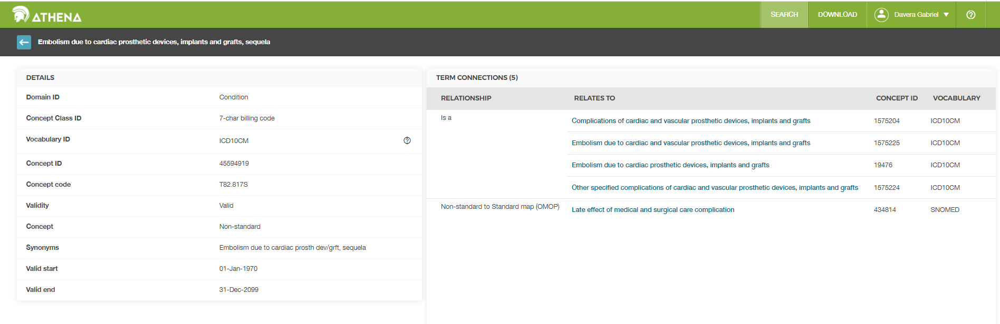 ATHENA
SEARCH
DOWNLOAD
Davera Gabriel
Embolism due to cardiac prosthetic devices, implants and grafts, sequela
DETAILS
Domain ID Condition
Concept Class ID 7-char billing code
Vocabulary ID ICD10CM
Concept ID 45594919
Concept code T82.817S
Validity Valid
Concept Non-standard
Synonyms Embolism due to cardiac prosth dev/grft, sequela
Valid start 01-Jan-1970
Valid end 31-Dec-2099
TERM CONNECTIONS (5)
RELATIONSHIP RELATES TO CONCEPT ID VOCABULARY
Is a Complications of cardiac and vascular prosthetic devices, implants and grafts 1575204 ICD10CM
Embolism due to cardiac and vascular prosthetic devices, implants and grafts 1575225 ICD10CM
Embolism due to cardiac prosthetic devices, implants and grafts 19476 ICD10CM
Other specified complications of cardiac and vascular prosthetic devices, implants and grafts 1575224 ICD10CM
Non-standard to Standard map (OMOP) Late effect of medical and surgical care complication 434814 SNOMED